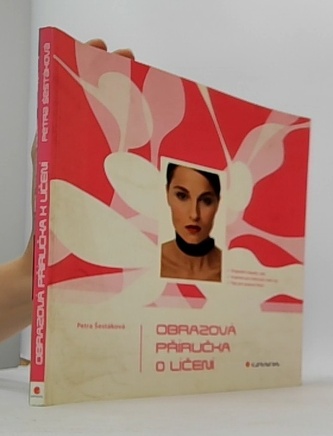 PETRA ŠESTÁKOVÁ
OBRAZOVÁ PŘÍRUČKA K LÍČENÍ
Petra Šestáková
OBRAZOVÁ
PŘÍRUČKA
O LÍČENÍ
GRADA